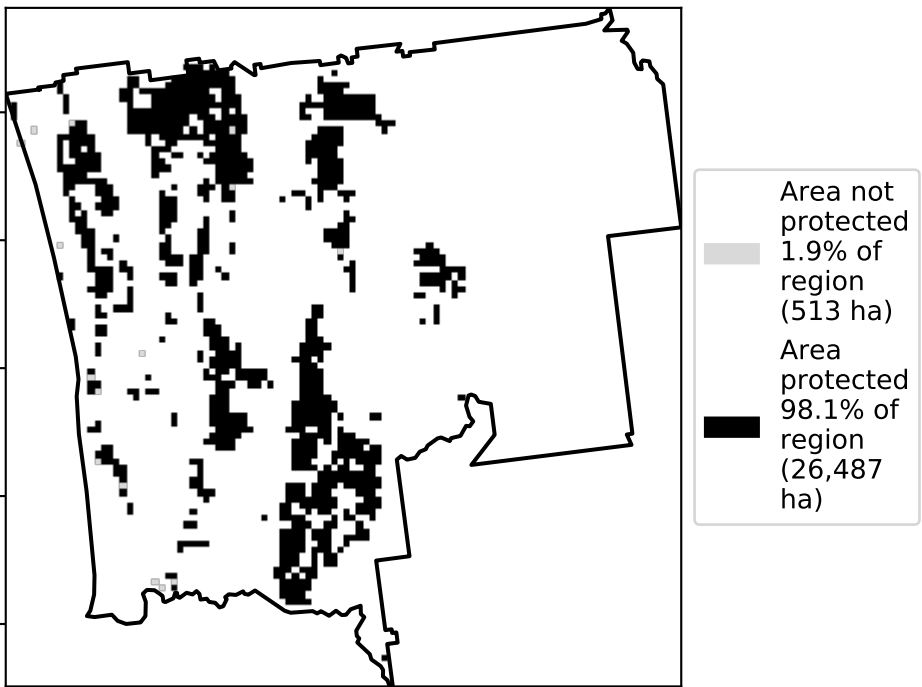 Area not
protected
1.9% of
region
(513 ha)
Area
protected
98.1% of
region
(26,487
ha)